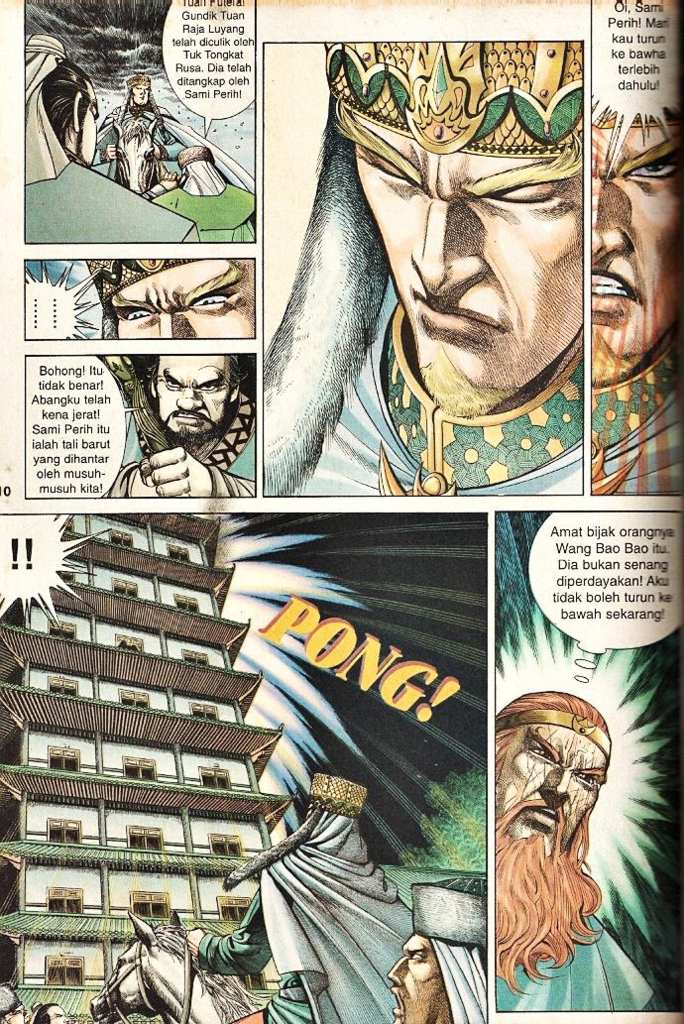 Tuan Puteri!
Gundik Tuan
Raja Luyang
telah diculik oleh
Tuk Tongkat
Rusa. Dia telah
ditangkap oleh
Sami Perih!
Oi, Sami
Perih! Mari
kau turun
ke bawha
terlebih
dahulu!
Bohong! Itu
tidak benar!
Abangku telah
kena jerat!
Sami Perih itu
ialah tali barut
yang dihantar
oleh musuh-
musuh kita!
10
!!
PONG!
Amat bijak orangnya
Wang Bao Bao itu.
Dia bukan senang
diperdayakan! Aku
tidak boleh turun ke
bawah sekarang!